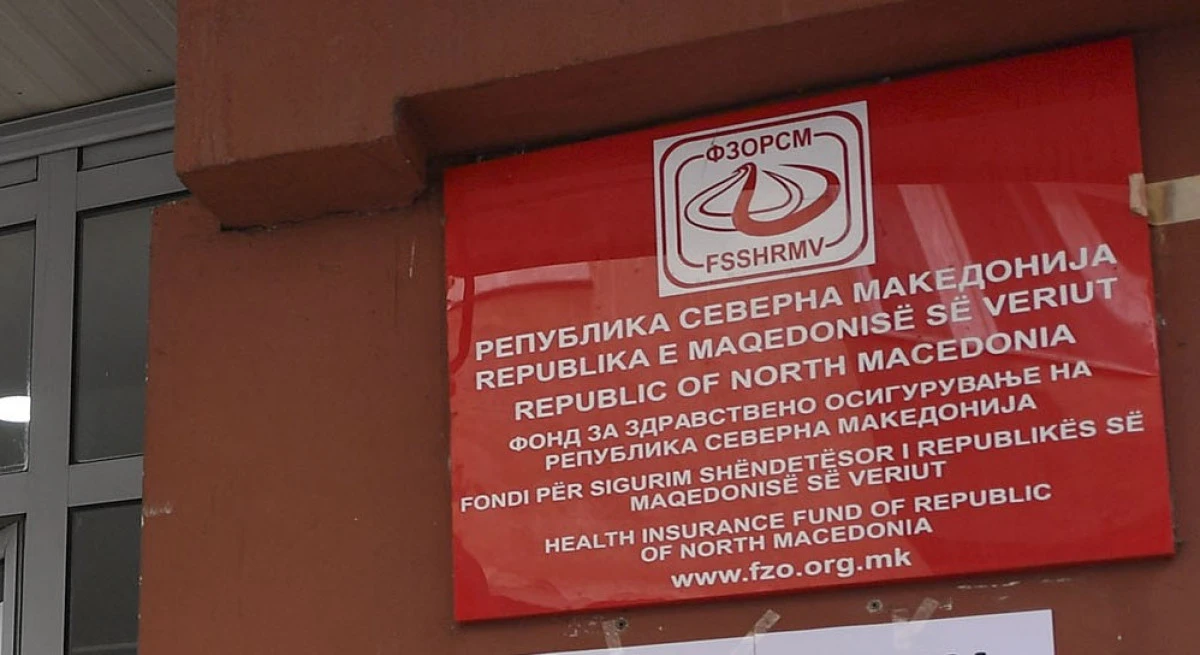 ФЗОРСМ
FSSHRMV
РЕПУБЛИКА СЕВЕРНА МАКЕДОНИЈА
REPUBLIKA E MAQEDONISË SË VERIUT
REPUBLIC OF NORTH MACEDONIA
ФОНД ЗА ЗДРАВСТВЕНО ОСИГУРУВАЊЕ НА
РЕПУБЛИКА СЕВЕРНА МАКЕДОНИЈА
FONDI PËR SIGURIM SHËNDETËSOR I REPUBLIKËS SË
MAQEDONISË SË VERIUT
HEALTH INSURANCE FUND OF REPUBLIC
OF NORTH MACEDONIA
www.fzo.org.mk